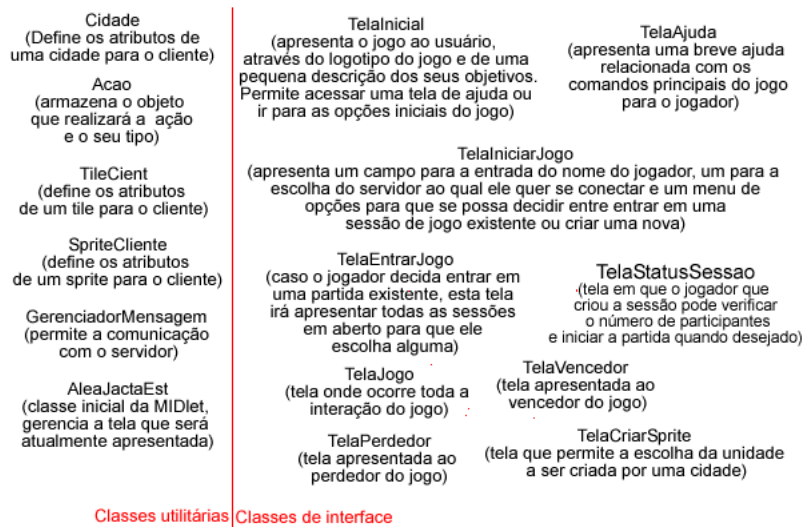 Cidade
(Define os atributos de
uma cidade para o cliente)
Acao
(armazena o objeto
que realizará a ação
e o seu tipo)
TileCient
(define os atributos
de um tile para o cliente)
SpriteCliente
(define os atributos
de um sprite para o cliente)
GerenciadorMensagem
(permite a comunicação
com o servidor)
AleaJactaEst
(classe inicial da MIDlet,
gerencia a tela que será
atualmente apresentada)
Classes utilitárias
TelaInicial
(apresenta o jogo ao usuário,
através do logotipo do jogo e de uma
pequena descrição dos seus objetivos.
Permite acessar uma tela de ajuda ou
ir para as opções iniciais do jogo)
TelaAjuda
(apresenta uma breve ajuda
relacionada com os
comandos principais do jogo
para o jogador)
TelaIniciarJogo
(apresenta um campo para a entrada do nome do jogador, um para a
escolha do servidor ao qual ele quer se conectar e um menu de
opções para que se possa decidir entre entrar em uma
sessão de jogo existente ou criar uma nova)
TelaEntrarJogo
(caso o jogador decida entrar em
uma partida existente, esta tela
irá apresentar todas as sessões
em aberto para que ele
escolha alguma)
TelaStatusSessao
(tela em que o jogador que
criou a sessão pode verificar
o número de participantes
e iniciar a partida quando desejado)
TelaJogo
(tela onde ocorre toda a
interação do jogo)
TelaVencedor
(tela apresentada ao
vencedor do jogo)
TelaPerdedor
(tela apresentada ao
perdedor do jogo)
TelaCriarSprite
(tela que permite a escolha da unidade
a ser criada por uma cidade)
Classes de interface